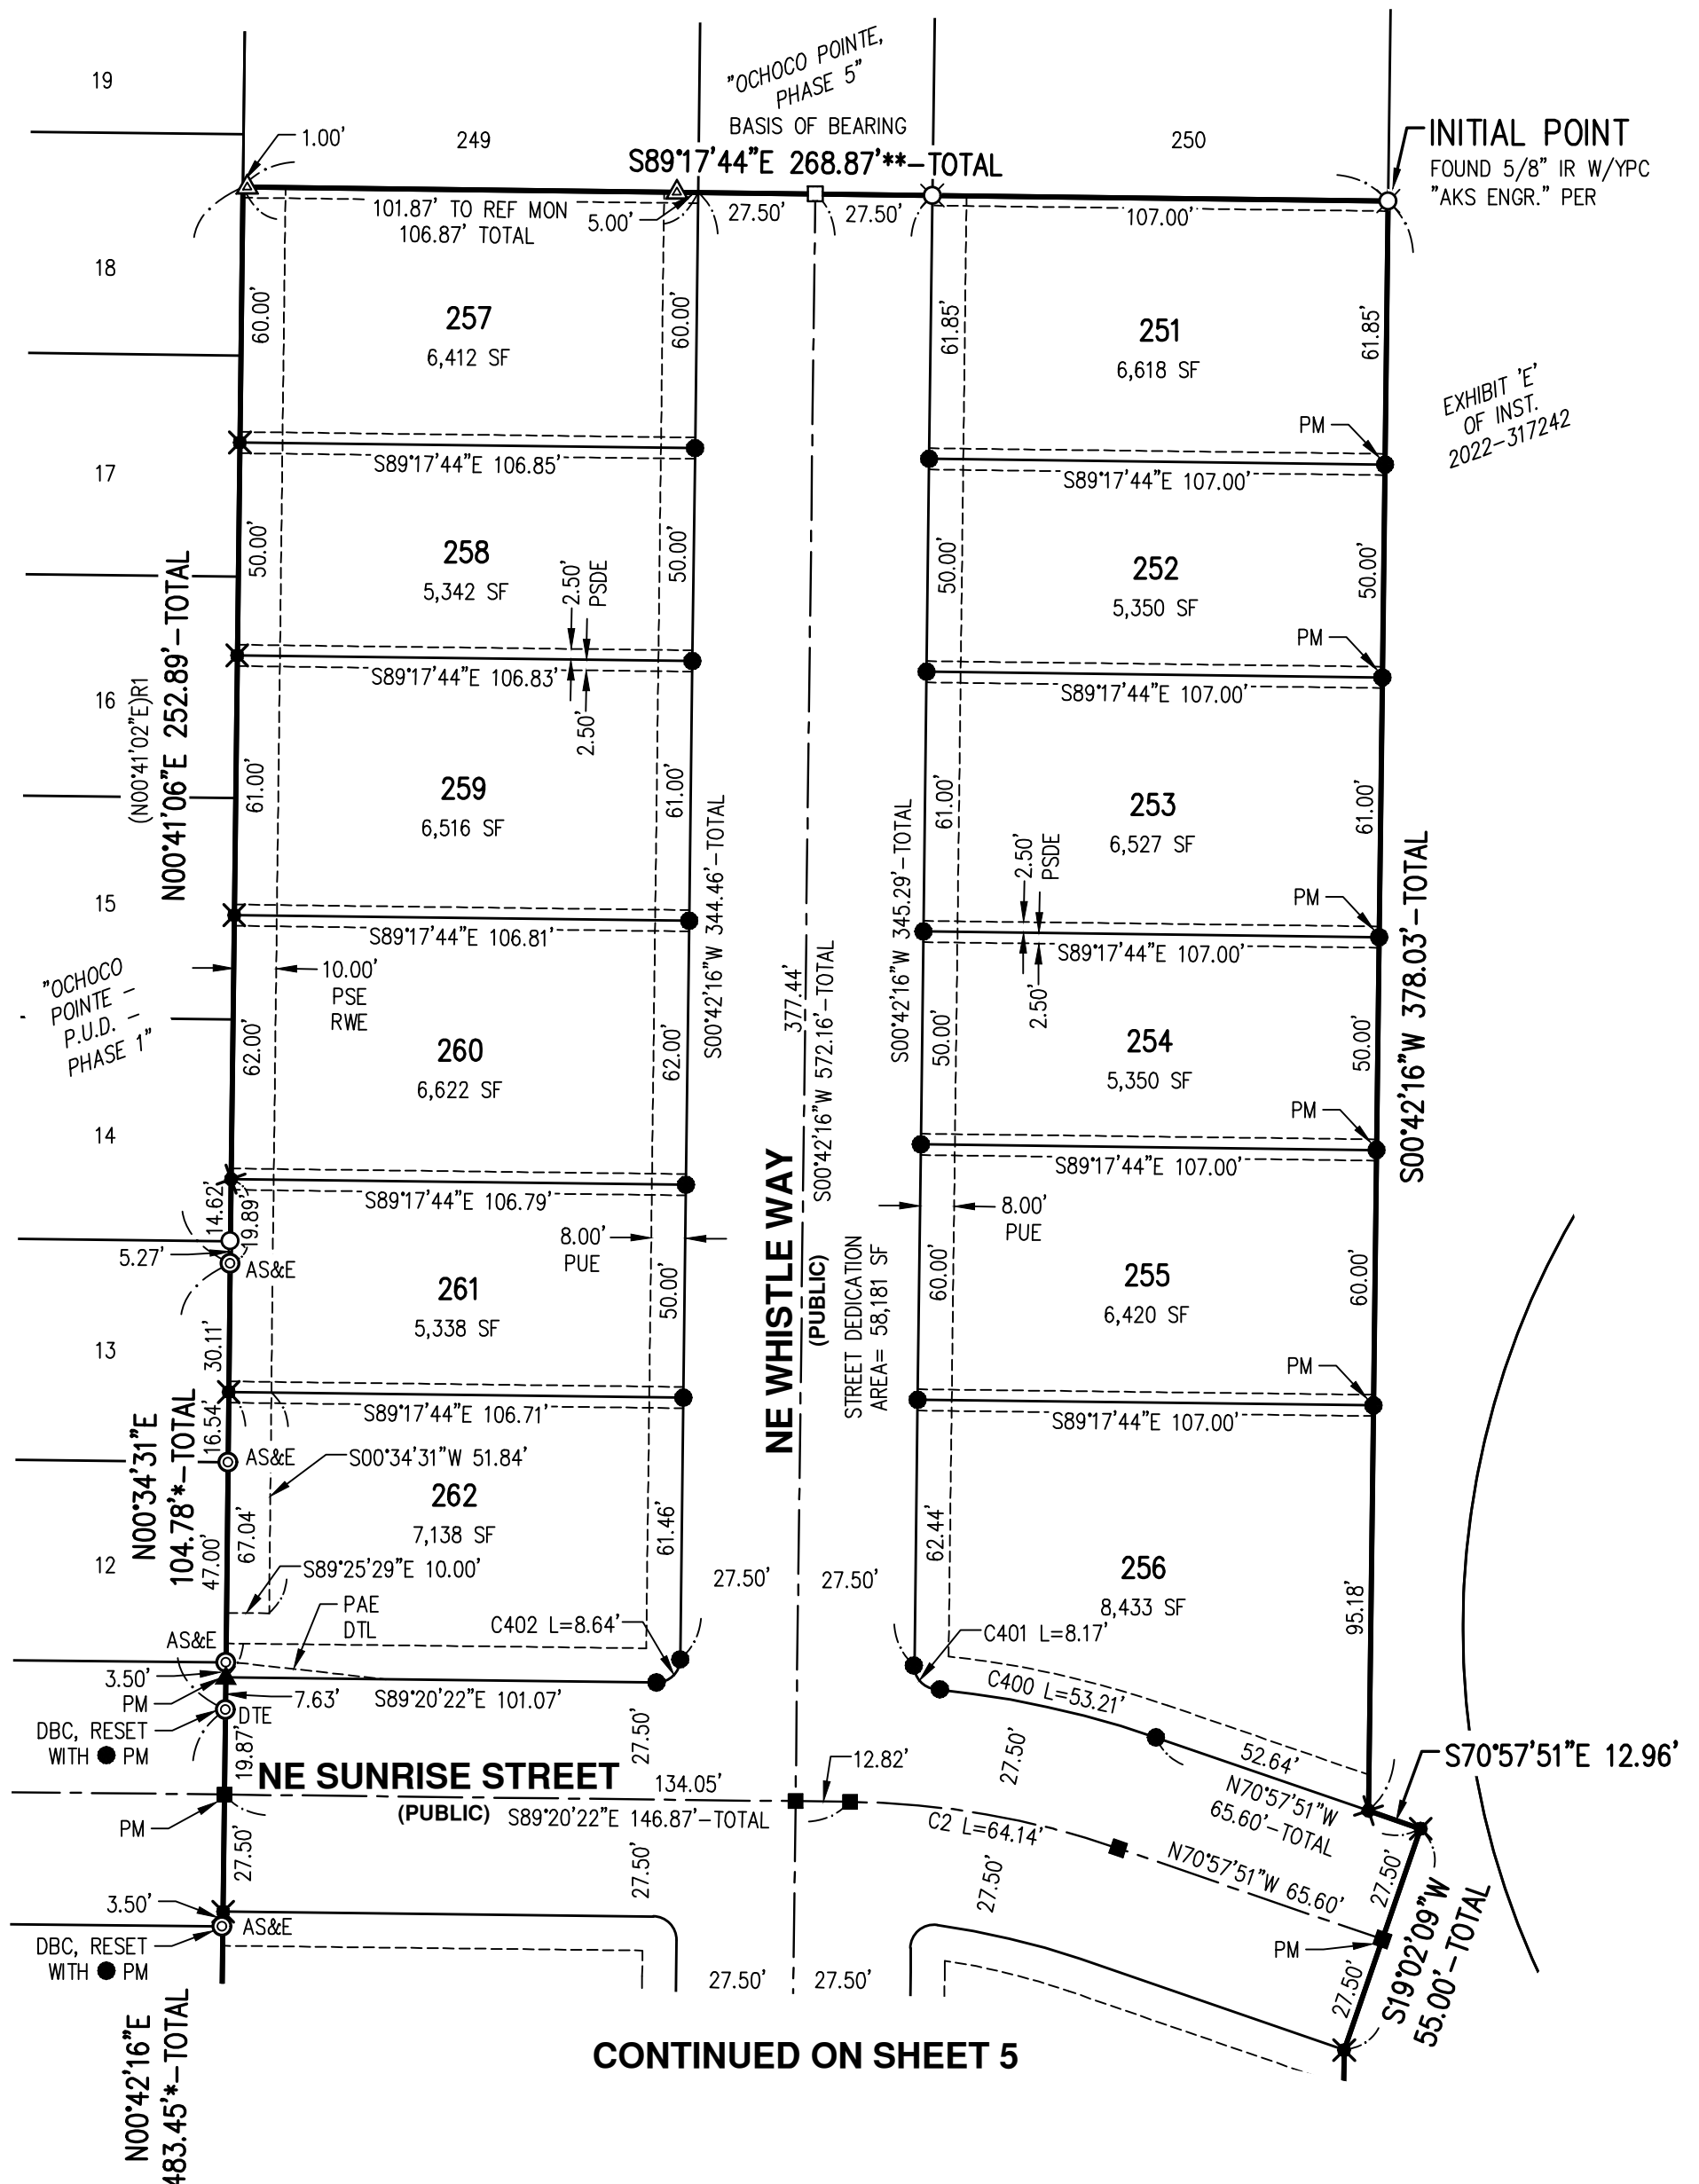 19
1.00'
249
"OCHOCO POINTE,
PHASE 5"
BASIS OF BEARING
S89°17'44"E 268.87'**-TOTAL
250
INITIAL POINT
FOUND 5/8" IR W/YPC
"AKS ENGR." PER
101.87' TO REF MON
106.87' TOTAL
5.00'
27.50'
27.50'
107.00'
18
60.00'
257
6,412 SF
60.00'
61.85'
251
6,618 SF
61.85'
EXHIBIT 'E'
OF INST.
2022-317242
PM
17
S89°17'44"E 106.85'
S89°17'44"E 107.00'
50.00'
258
5,342 SF
2.50'
PSDE
50.00'
50.00'
252
5,350 SF
50.00'
PM
S89°17'44"E 106.83'
2.50'
S89°17'44"E 107.00'
16
(N00°41'02"E)R1
N00°41'06"E 252.89'-TOTAL
61.00'
259
6,516 SF
61.00'
S00°42'16"W 344.46'-TOTAL
S00°42'16"W 345.29'-TOTAL
61.00'
253
6,527 SF
2.50'
PSDE
61.00'
S00°42'16"W 378.03'-TOTAL
PM
15
S89°17'44"E 106.81'
S89°17'44"E 107.00'
2.50'
"OCHOCO
POINTE -
P.U.D. -
PHASE 1"
10.00'
PSE
RWE
377.44'
S00°42'16"W 572.16'-TOTAL
62.00'
260
6,622 SF
62.00'
50.00'
254
5,350 SF
50.00'
PM
14
S89°17'44"E 106.79'
S89°17'44"E 107.00'
14.62'
19.89'
5.27'
AS&E
8.00'
PUE
8.00'
PUE
NE WHISTLE WAY
(PUBLIC)
STREET DEDICATION
AREA= 58,181 SF
261
5,338 SF
50.00'
60.00'
255
6,420 SF
60.00'
PM
13
30.11'
S89°17'44"E 106.71'
S89°17'44"E 107.00'
N00°34'31"E
104.78'*-TOTAL
16.54'
AS&E
S00°34'31"W 51.84'
262
7,138 SF
67.04'
47.00'
61.46'
62.44'
12
S89°25'29"E 10.00'
27.50'
27.50'
256
8,433 SF
95.18'
PAE
DTL
C402 L=8.64'
C401 L=8.17'
AS&E
3.50'
PM
7.63'
S89°20'22"E 101.07'
C400 L=53.21'
DBC, RESET
WITH ● PM
DTE
19.87'
27.50'
27.50'
52.64'
S70°57'51"E 12.96'
NE SUNRISE STREET
(PUBLIC)
134.05'
12.82'
S89°20'22"E 146.87'-TOTAL
N70°57'51"W
65.60'-TOTAL
PM
C2 L=64.14'
N70°57'51"W 65.60'
27.50'
27.50'
27.50'
27.50'
3.50'
AS&E
DBC, RESET
WITH ● PM
PM
27.50'
S19°02'09"W
55.00'-TOTAL
27.50'
27.50'
N00°42'16"E
483.45'*-TOTAL
CONTINUED ON SHEET 5